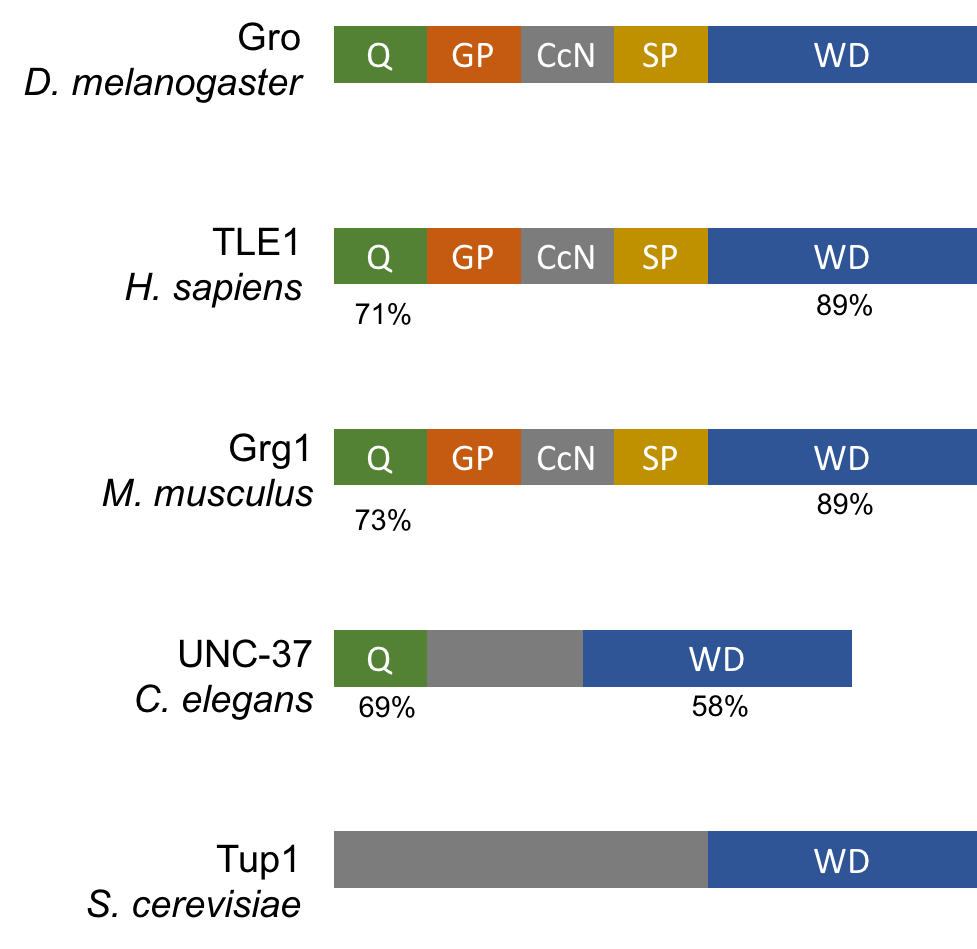 Gro
D. melanogaster
Q GP CcN SP WD
TLE1
H. sapiens
Q GP CcN SP WD
71% 89%
Grg1
M. musculus
Q GP CcN SP WD
73% 89%
UNC-37
C. elegans
Q WD
69% 58%
Tup1
S. cerevisiae
WD